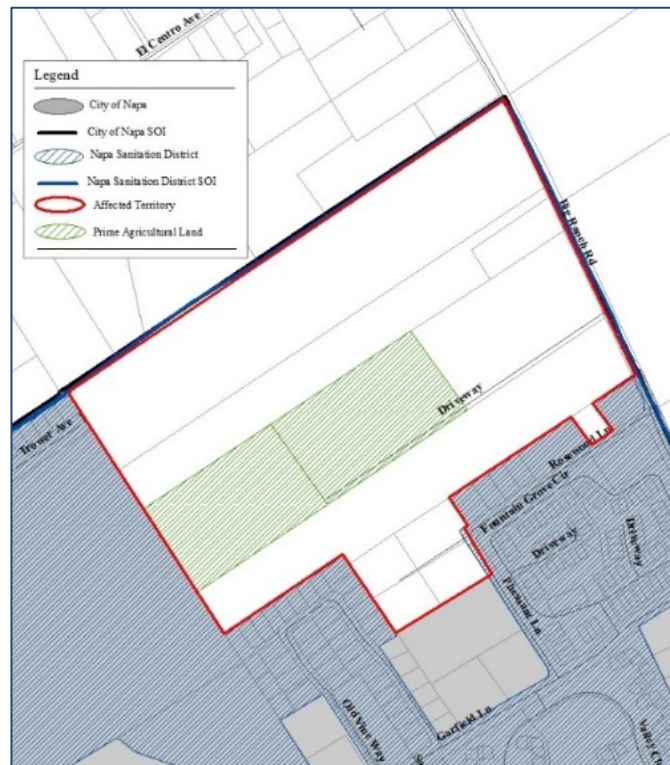 El Centro Ave
Legend
City of Napa
City of Napa SOI
Napa Sanitation District
Napa Sanitation District SOI
Affected Territory
Prime Agricultural Land
Big Ranch Rd
Driveway
Trower Ave
Rosewood Ln
Fountain Grove Cir
Driveway
Driveway
Pheasant Ln
Old Vine Way
Garfield Ln
Valley Ci